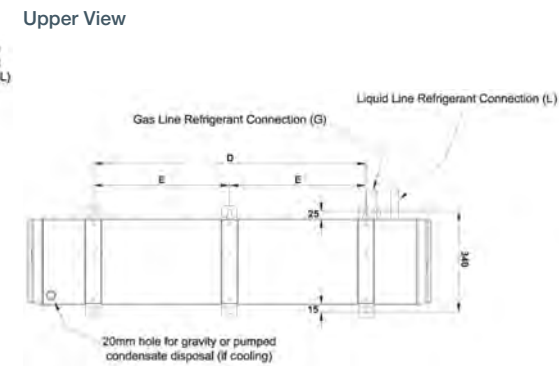 Upper View
L)
Liquid Line Refrigerant Connection (L)
Gas Line Refrigerant Connection (G)
D
E
E
25
340
15
20mm hole for gravity or pumped
condensate disposal (if cooling)